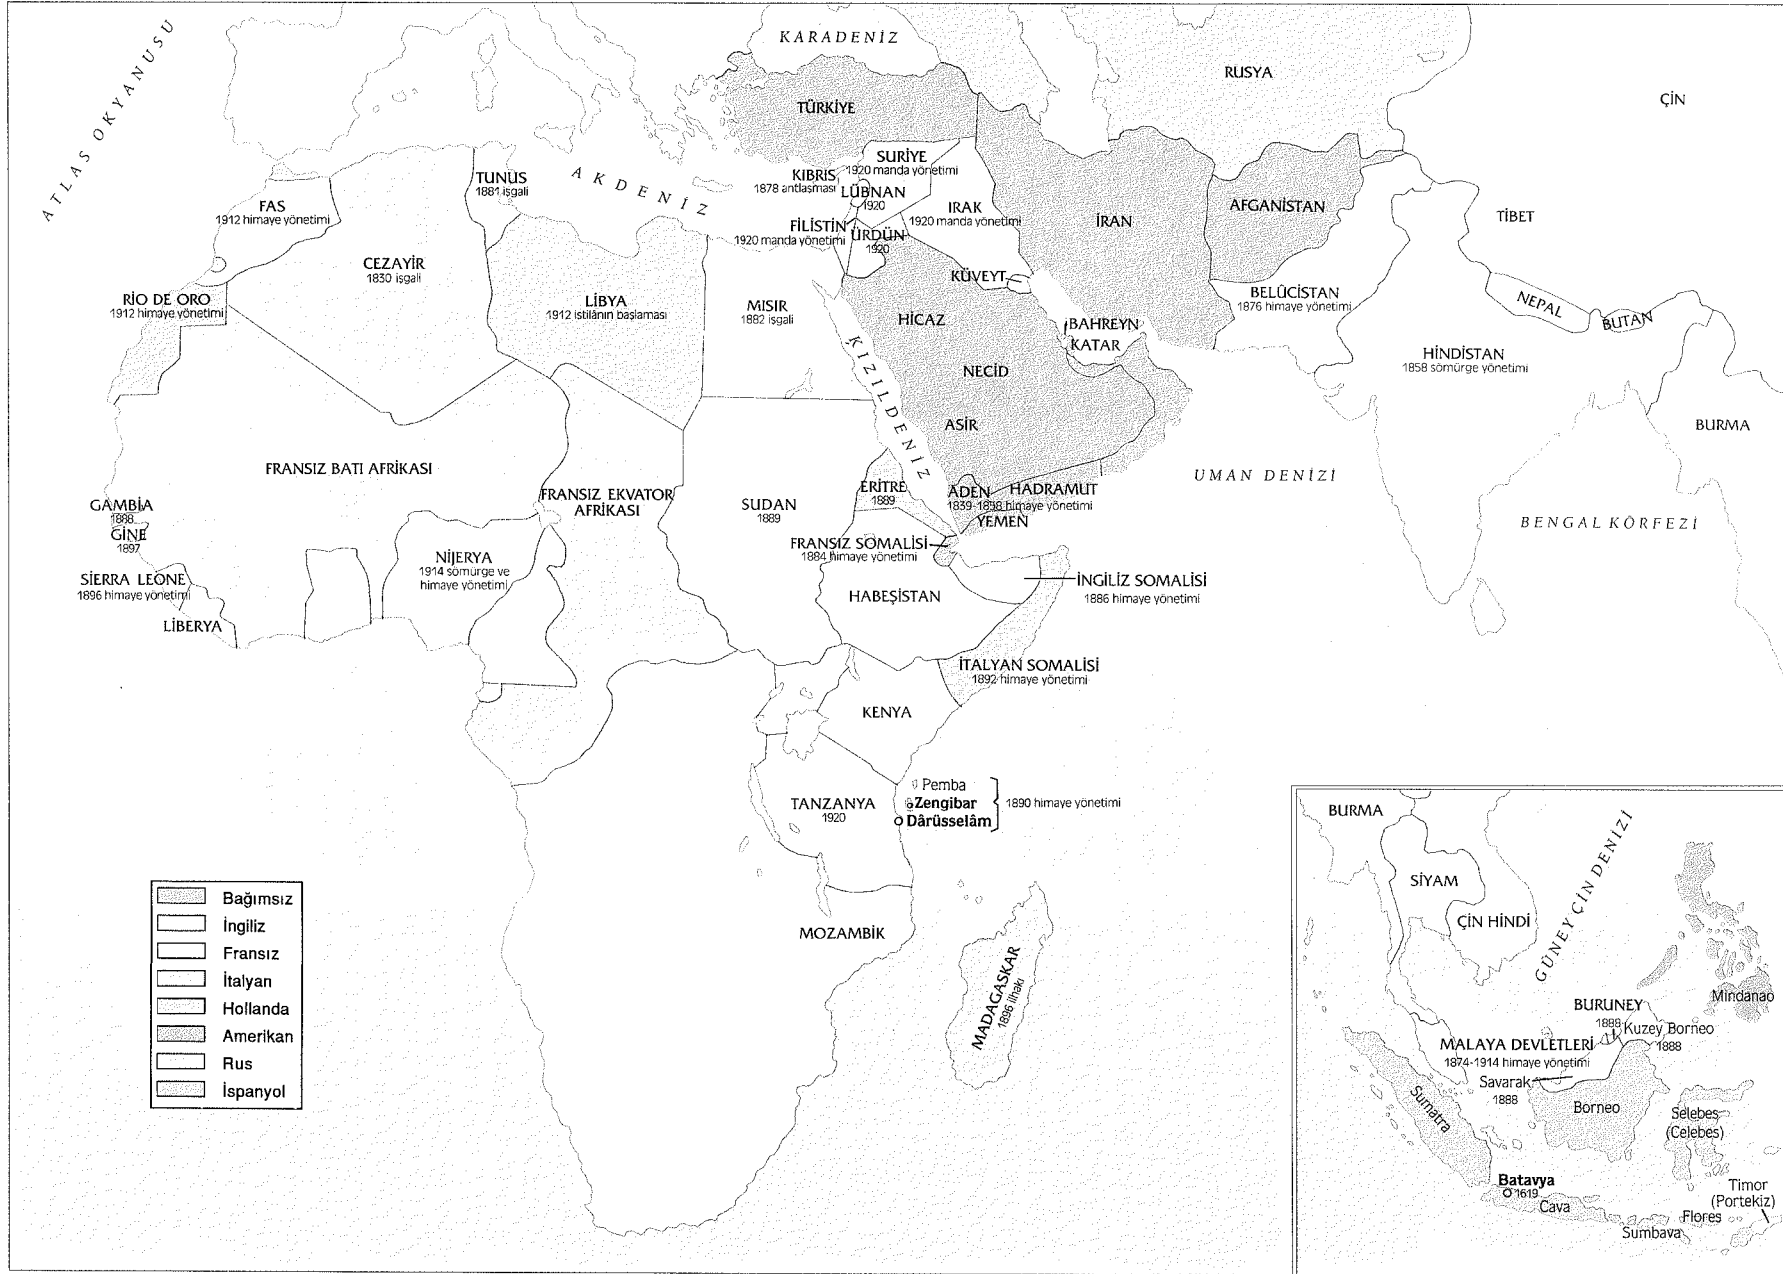 ATLAS OKYANUSU
KARADENİZ
RUSYA
ÇİN
TÜRKİYE
AKDENİZ
TUNUS
1881 işgali
FAS
1912 himaye yönetimi
CEZAYİR
1830 işgali
RİO DE ORO
1912 himaye yönetimi
LİBYA
1912 istilânın başlaması
MISIR
1882 işgali
KIBRIS
1878 antlaşması
SURİYE
1920 manda yönetimi
LÜBNAN
1920
FİLİSTİN
1920 manda yönetimi
ÜRDÜN
1920
IRAK
1920 manda yönetimi
İRAN
AFGANİSTAN
TİBET
KÜVEYT
BELÛCİSTAN
1876 himaye yönetimi
NEPAL
BUTAN
HİCAZ
BAHREYN
KATAR
NECİD
ASİR
KIZILDENİZ
HİNDİSTAN
1858 sömürge yönetimi
BURMA
UMAN DENİZİ
BENGAL KÖRFEZİ
FRANSIZ BATI AFRİKASI
FRANSIZ EKVATOR
AFRİKASI
SUDAN
1889
ERİTRE
1889
ADEN
1839-1858 himaye yönetimi
HADRAMUT
YEMEN
GAMBİA
1888
GİNE
1897
SİERRA LEONE
1896 himaye yönetimi
LİBERYA
NİJERYA
1914 sömürge ve
himaye yönetimi
FRANSIZ SOMALİSİ
1884 himaye yönetimi
HABEŞİSTAN
İNGİLİZ SOMALİSİ
1886 himaye yönetimi
İTALYAN SOMALİSİ
1892 himaye yönetimi
KENYA
TANZANYA
1920
Pemba
Zengibar
Dârüsselâm
1890 himaye yönetimi
MOZAMBİK
MADAGASKAR
1896 ilhakı
Bağımsız
İngiliz
Fransız
İtalyan
Hollanda
Amerikan
Rus
İspanyol
BURMA
SİYAM
ÇİN HİNDİ
GÜNEY ÇİN DENİZİ
Mindanao
BURUNEY
1888
Kuzey Borneo
1888
MALAYA DEVLETLERİ
1874-1914 himaye yönetimi
Savarak
1888
Sumatra
Borneo
Selebes
(Celebes)
Batavya
1619
Cava
Sumbava
Flores
Timor
(Portekiz)